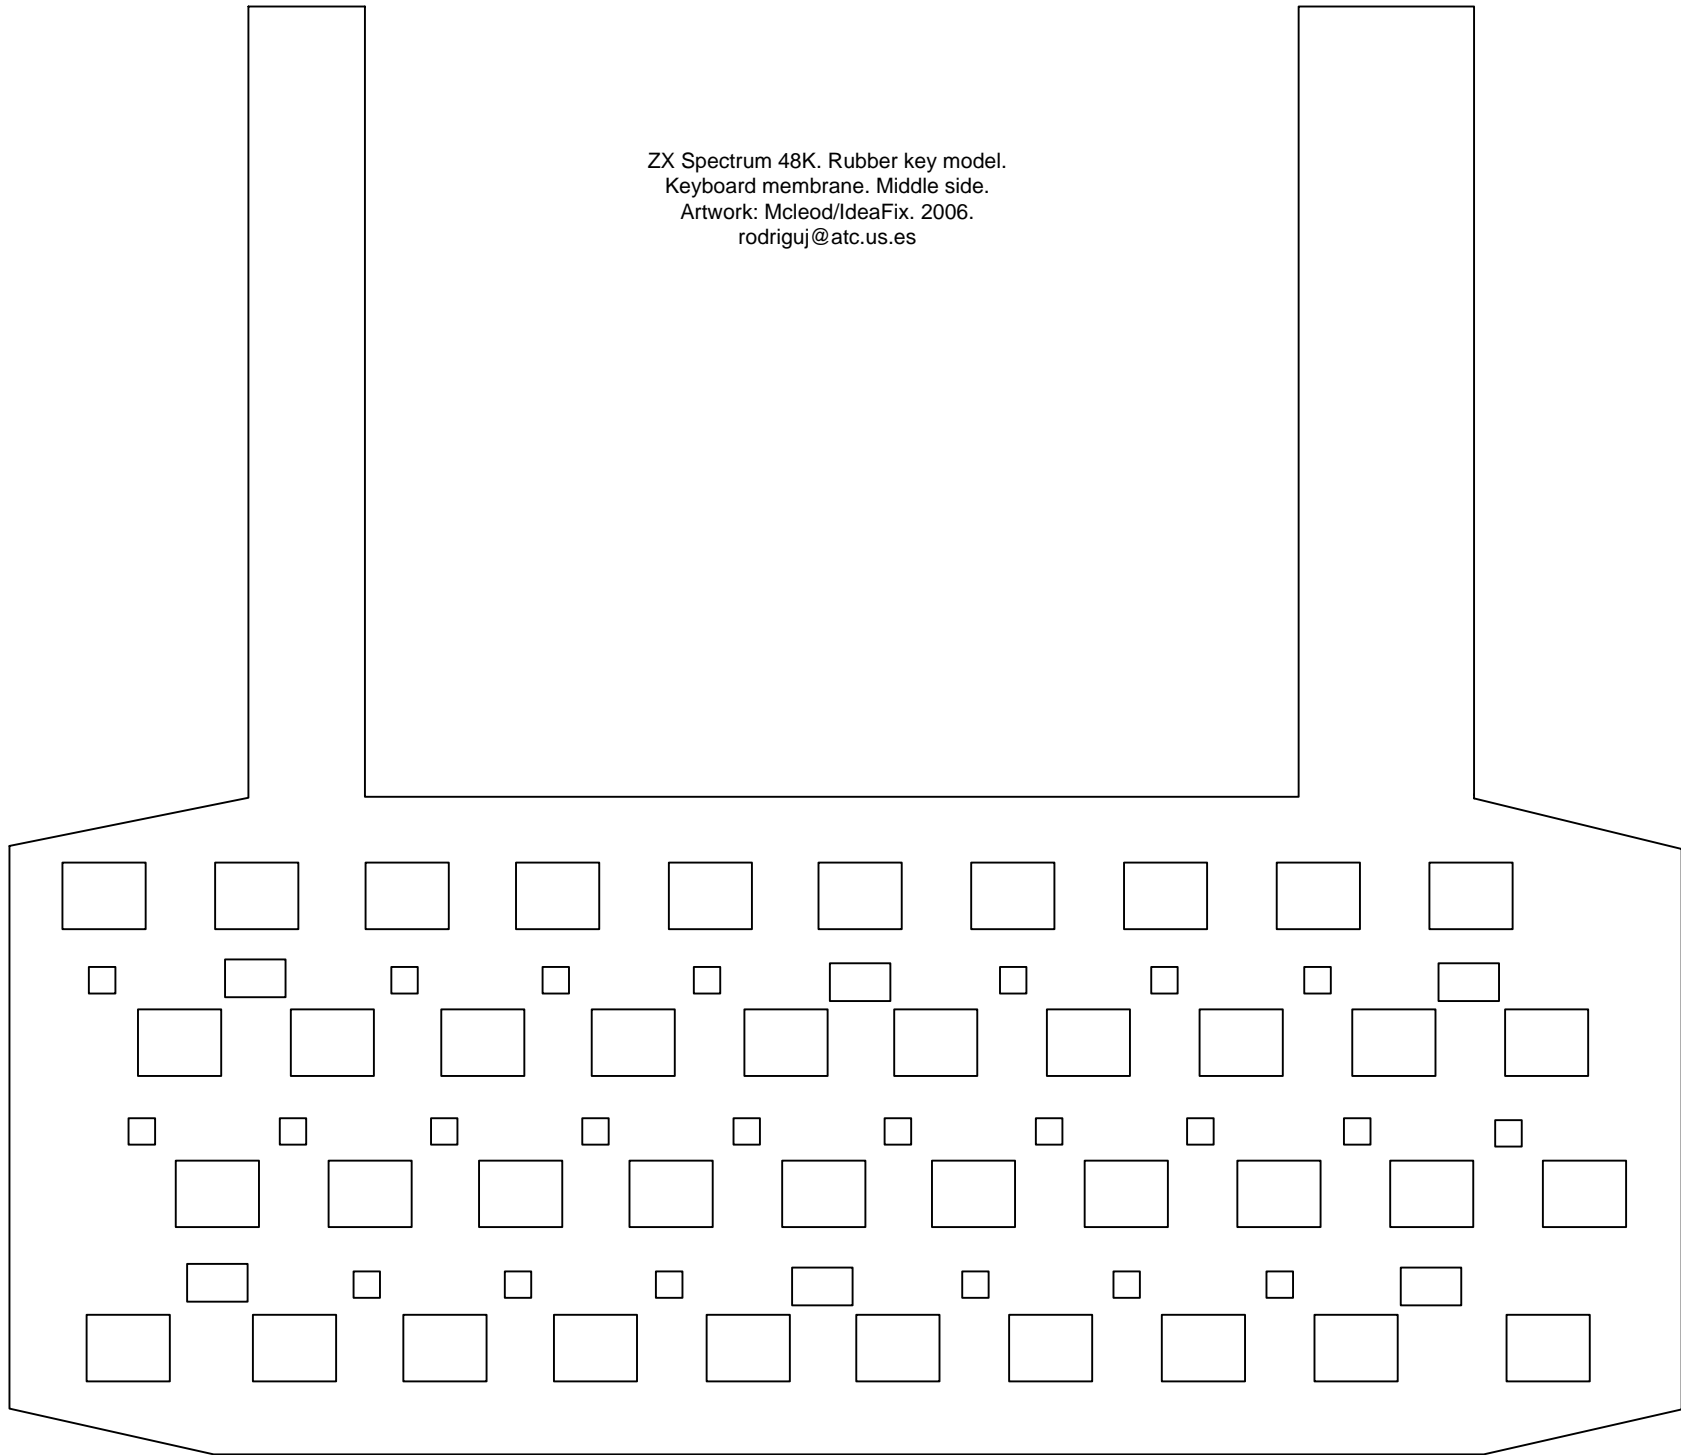 ZX Spectrum 48K. Rubber key model.
Keyboard membrane. Middle side.
Artwork: Mcleod/IdeaFix. 2006.
rodriguj@atc.us.es